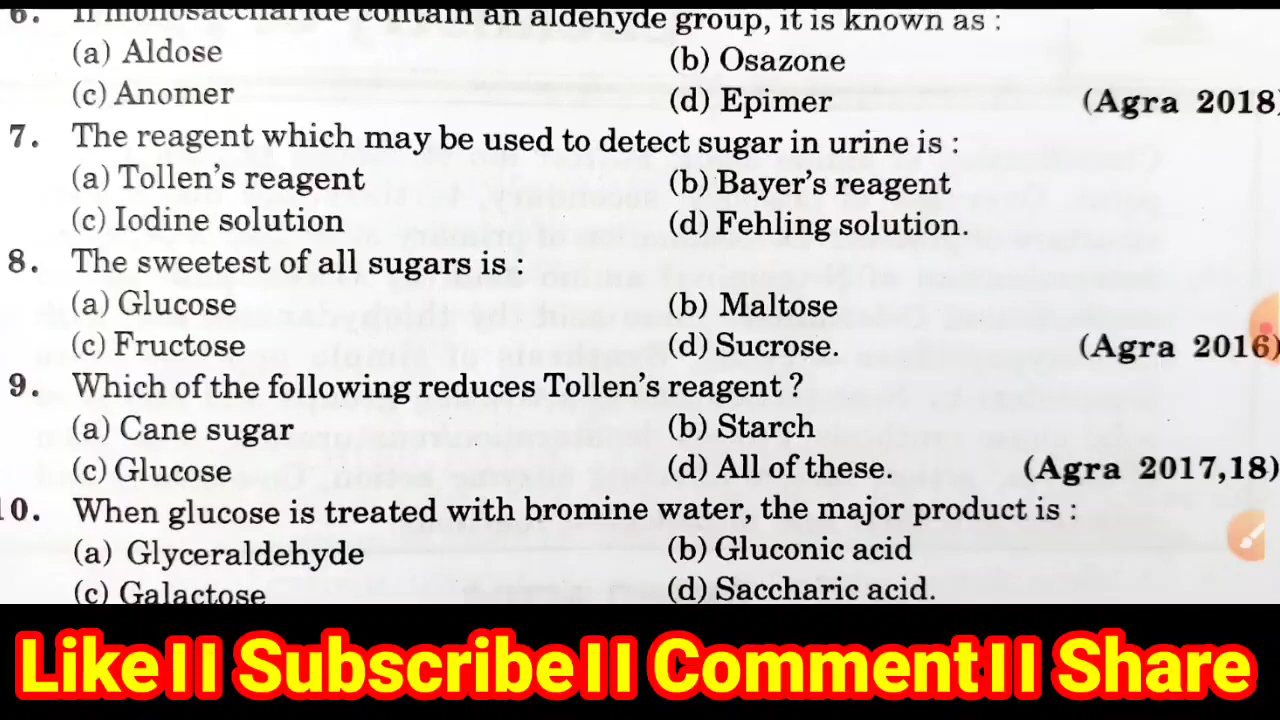 6. If monosaccharide contain an aldehyde group, it is known as :
(a) Aldose (b) Osazone
(c) Anomer (d) Epimer (Agra 2018)
7. The reagent which may be used to detect sugar in urine is :
(a) Tollen's reagent (b) Bayer's reagent
(c) Iodine solution (d) Fehling solution.
8. The sweetest of all sugars is :
(a) Glucose (b) Maltose
(c) Fructose (d) Sucrose. (Agra 2016)
9. Which of the following reduces Tollen's reagent ?
(a) Cane sugar (b) Starch
(c) Glucose (d) All of these. (Agra 2017,18)
10. When glucose is treated with bromine water, the major product is :
(a) Glyceraldehyde (b) Gluconic acid
(c) Galactose (d) Saccharic acid.
Like|| Subscribe|| Comment|| Share